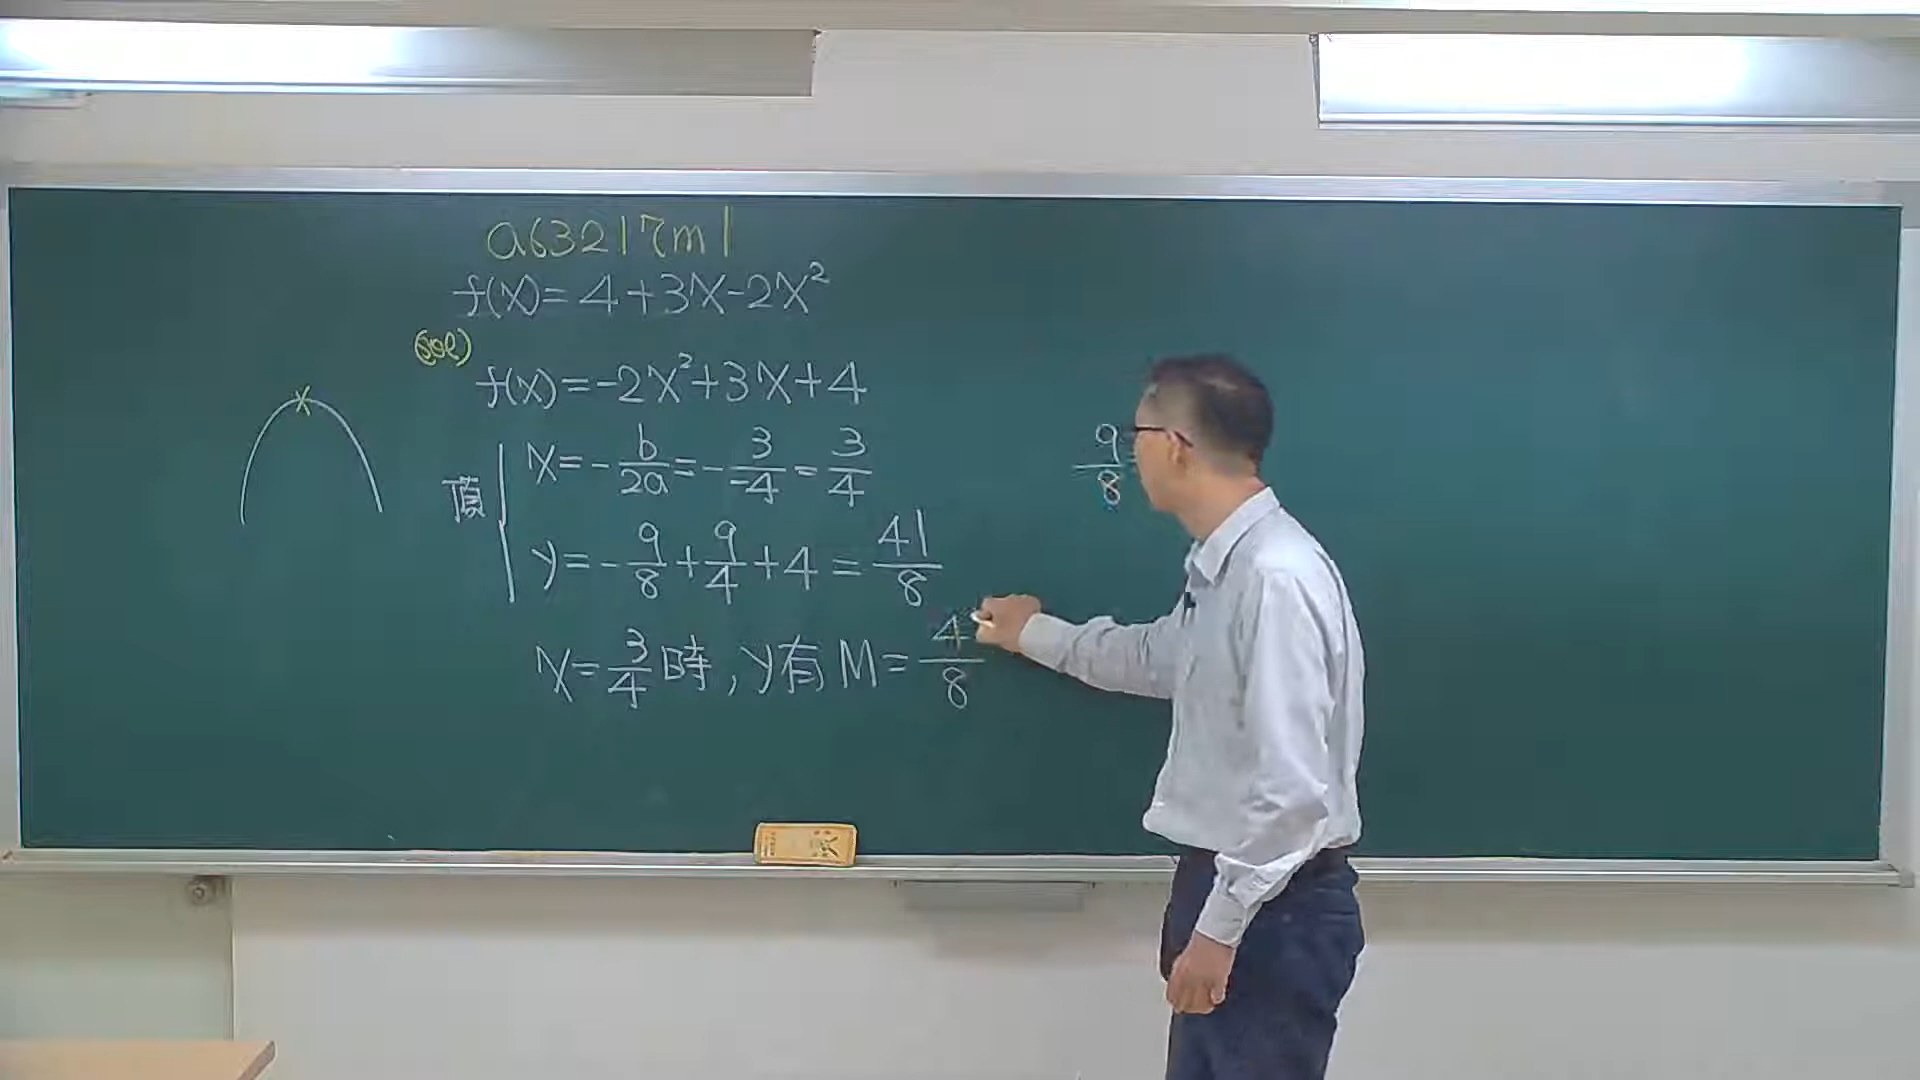 a63217m1
f(x)=4+3x-2x²
(sol)
f(x)=-2x²+3x+4
頂
x=-b/2a=-3/-4=3/4
y=-9/8+9/4+4=41/8
x=3/4時,y有M=4/8
9/8